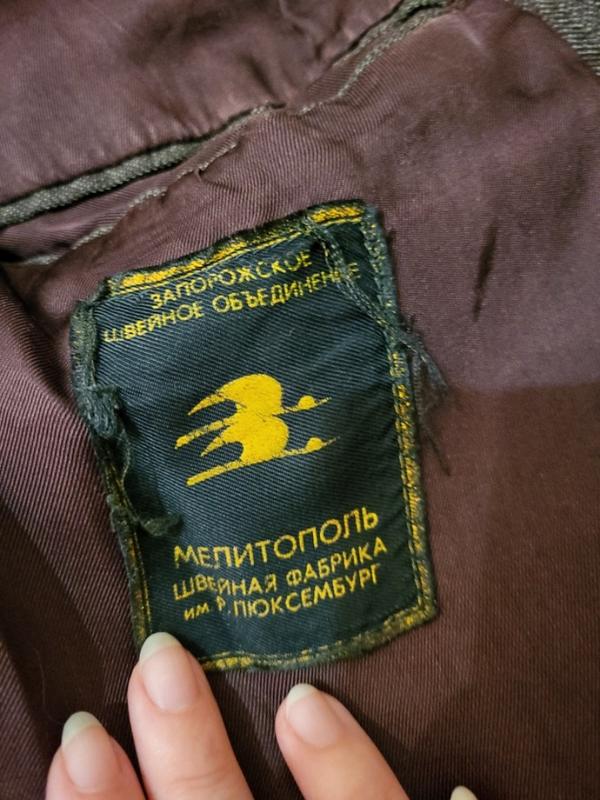 ЗАПОРОЖСКОЕ
ШВЕЙНОЕ ОБЪЕДИНЕНИЕ
МЕЛИТОПОЛЬ
ШВЕЙНАЯ ФАБРИКА
им Р. ЛЮКСЕМБУРГ